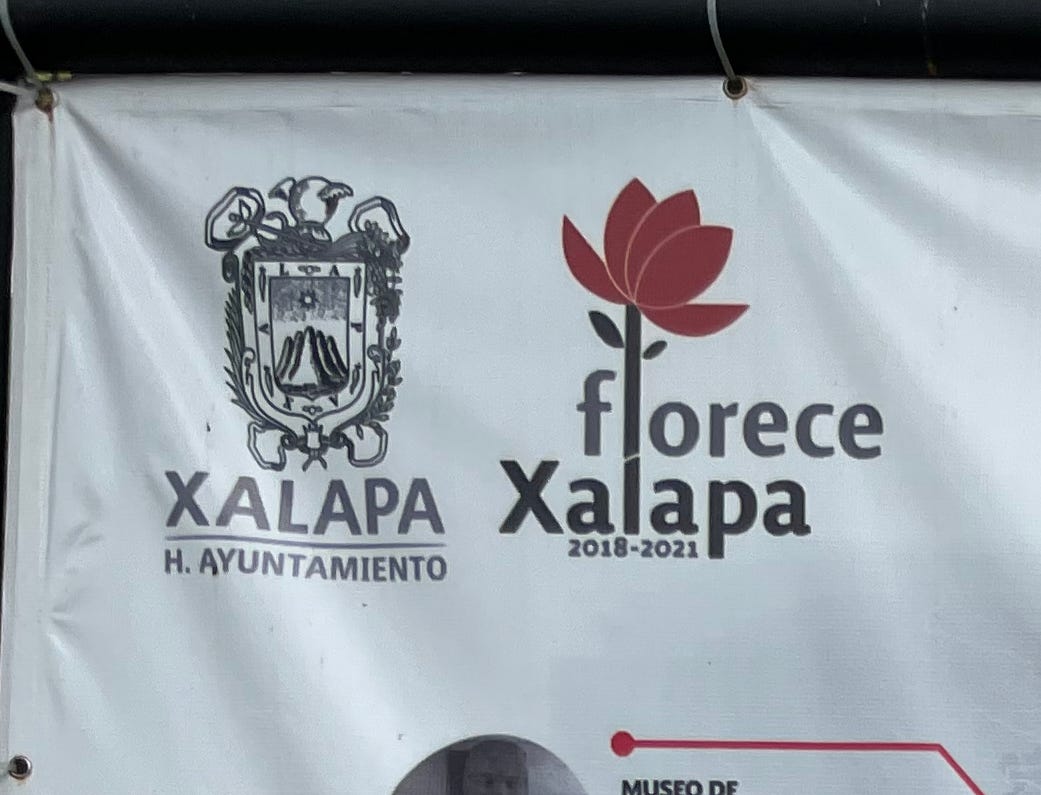 XALAPA
H. AYUNTAMIENTO
florece
Xalapa
2018-2021
MUSEO DE